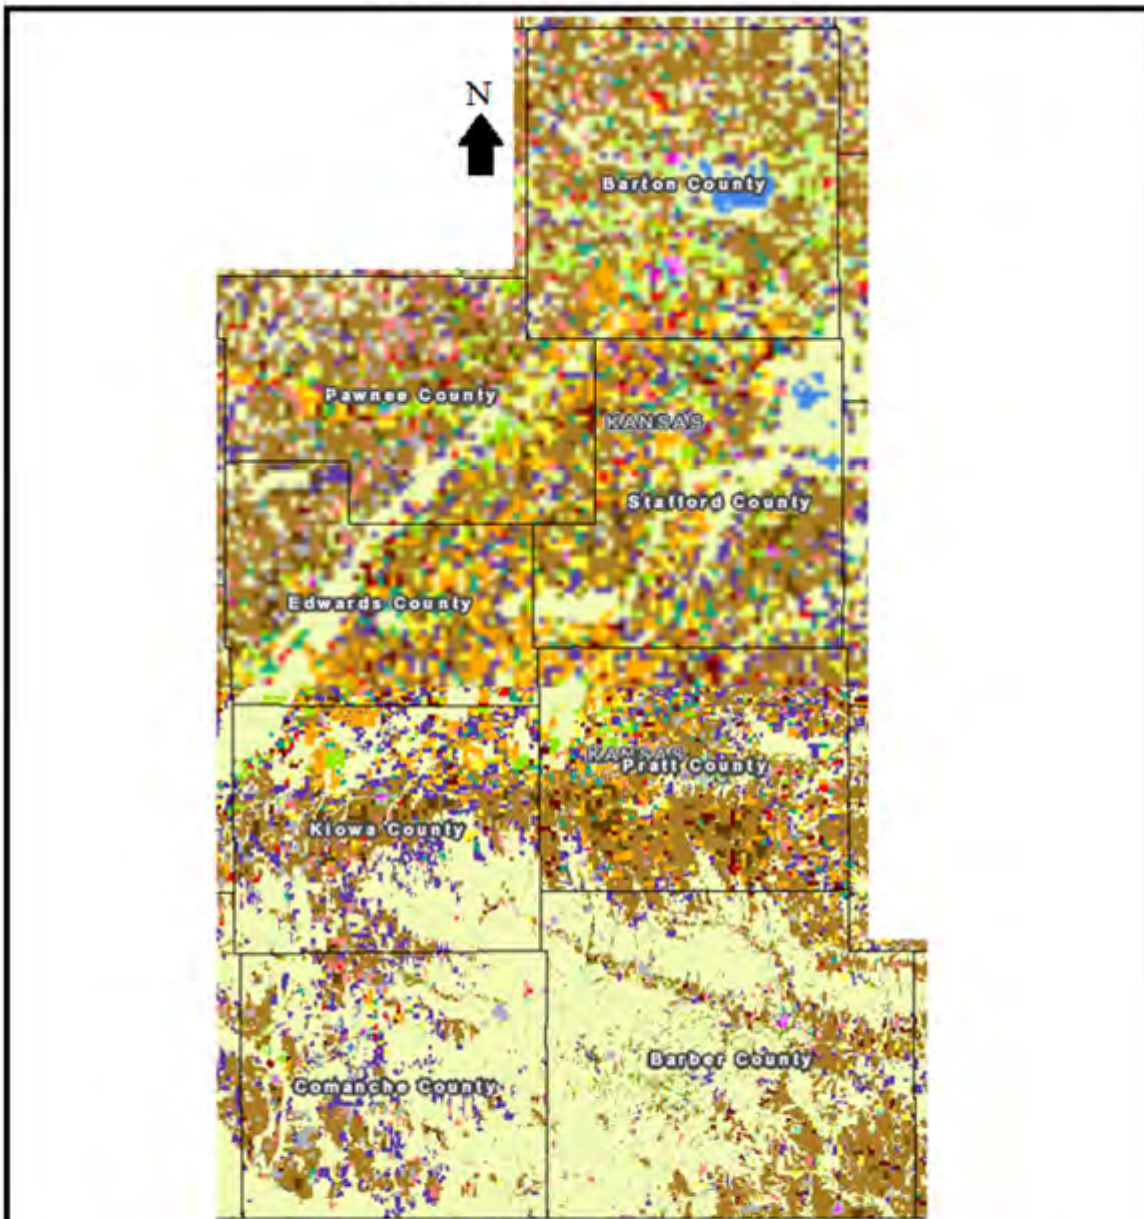 N
Barton County
Pawnee County
KANSAS
Stafford County
Edwards County
KANSAS
Pratt County
Kiowa County
Barber County
Comanche County